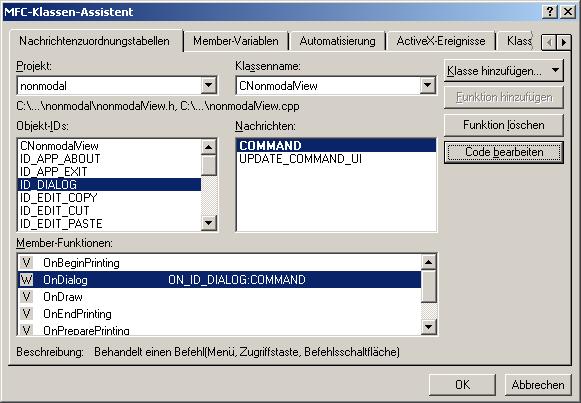 MFC-Klassen-Assistent
Nachrichtenzuordnungstabellen Member-Variablen Automatisierung ActiveX-Ereignisse Klass
Projekt: Klassenname:
nonmodal CNonmodalView Klasse hinzufügen...
C:\...\nonmodal\nonmodalView.h, C:\...\nonmodalView.cpp Funktion hinzufügen
Objekt-IDs: Nachrichten: Funktion löschen
CNonmodalView COMMAND Code bearbeiten
ID_APP_ABOUT UPDATE_COMMAND_UI
ID_APP_EXIT
ID_DIALOG
ID_EDIT_COPY
ID_EDIT_CUT
ID_EDIT_PASTE
Member-Funktionen:
V OnBeginPrinting
W OnDialog ON_ID_DIALOG:COMMAND
V OnDraw
V OnEndPrinting
V OnPreparePrinting
Beschreibung: Behandelt einen Befehl(Menü, Zugriffstaste, Befehlsschaltfläche)
OK Abbrechen